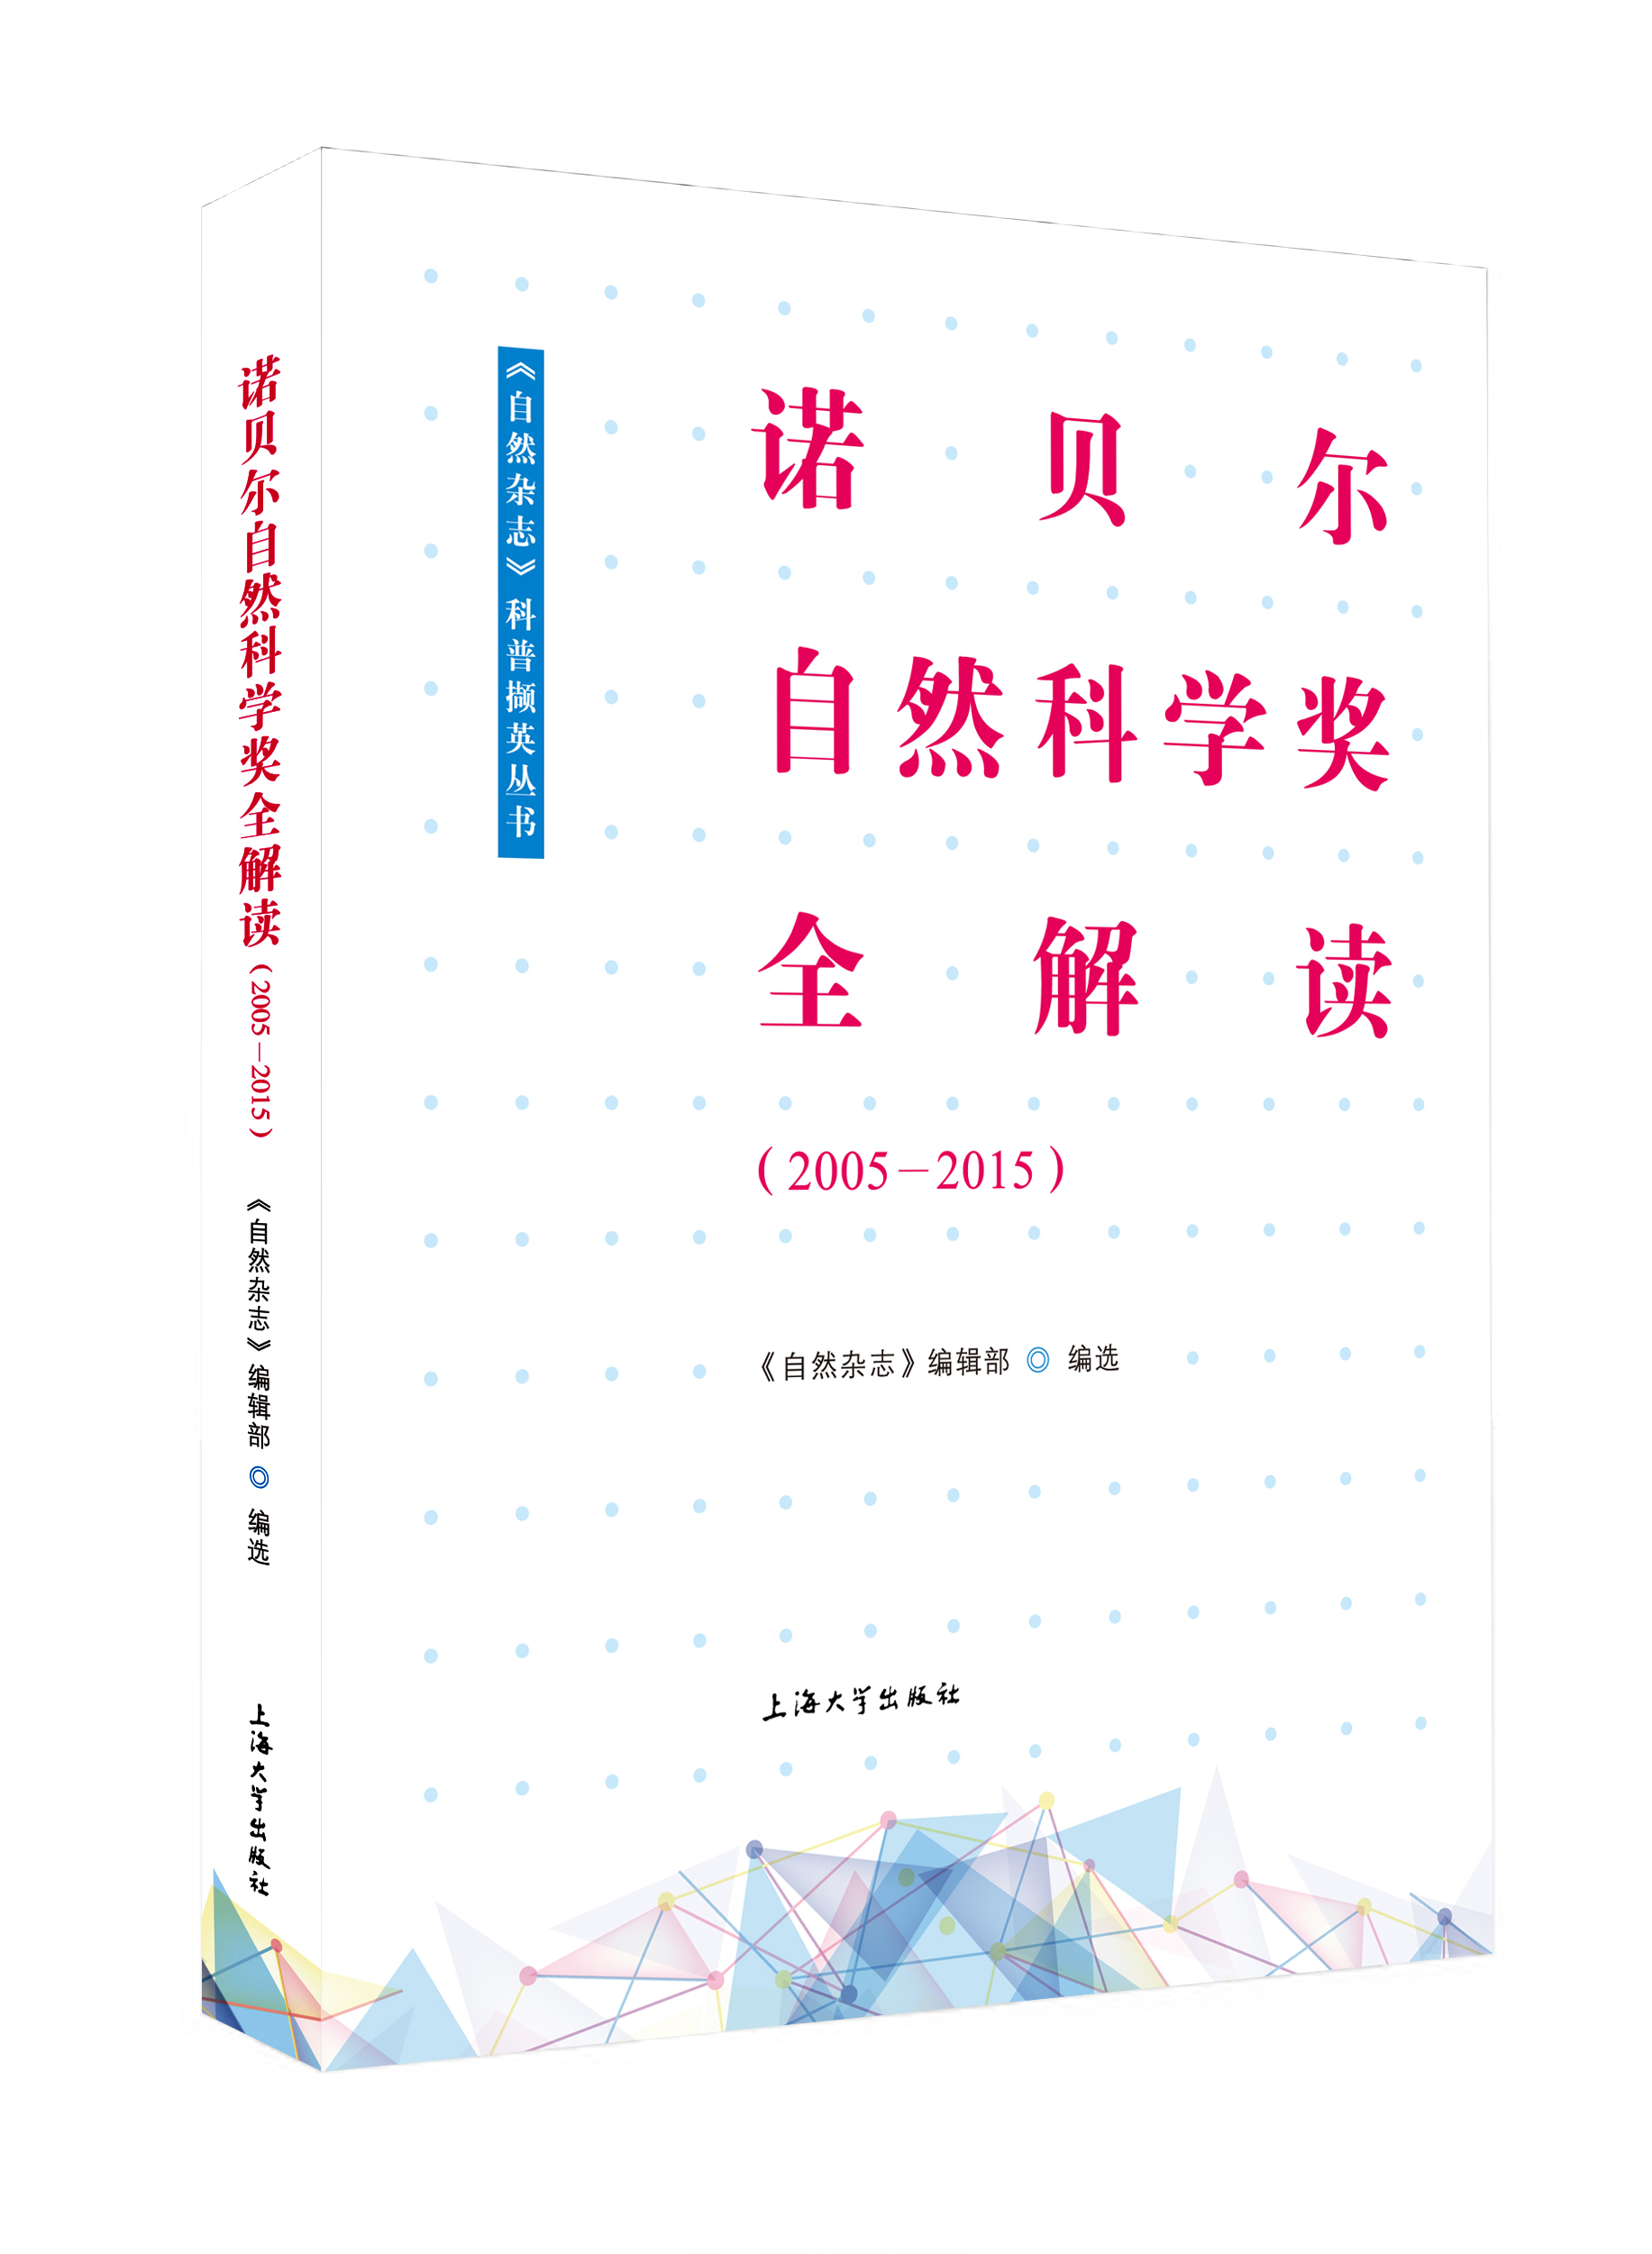 诺贝尔自然科学奖全解读(2005—2015)
《自然杂志》编辑部 ◎ 编选
上海大学出版社
《自然杂志》科普撷英丛书
诺贝尔
自然科学奖
全解读
(2005—2015)
《自然杂志》编辑部 ◎ 编选
上海大学出版社